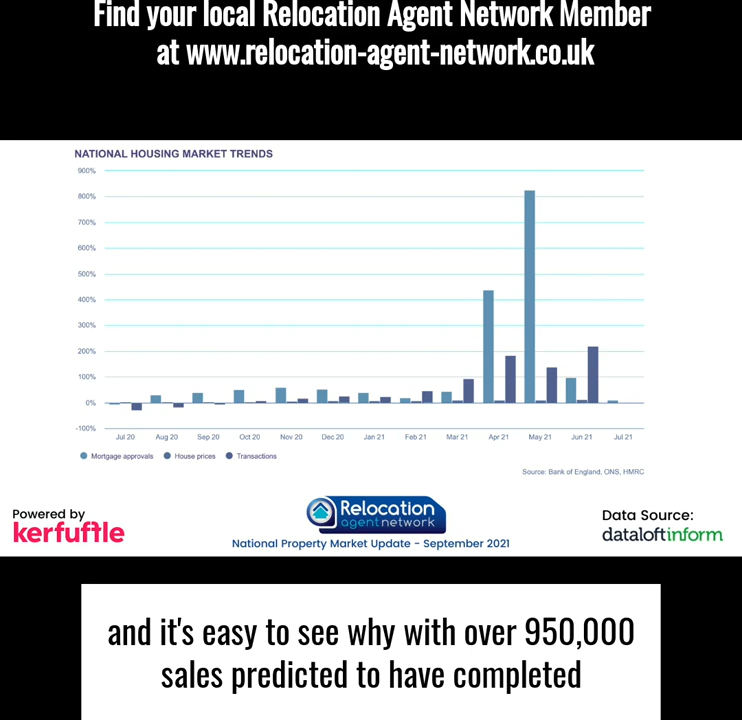 Find your local Relocation Agent Network Member
at www.relocation-agent-network.co.uk
NATIONAL HOUSING MARKET TRENDS
900%
800%
700%
600%
500%
400%
300%
200%
100%
0%
-100%
Jul 20 Aug 20 Sep 20 Oct 20 Nov 20 Dec 20 Jan 21 Feb 21 Mar 21 Apr 21 May 21 Jun 21 Jul 21
Mortgage approvals House prices Transactions
Source: Bank of England, ONS, HMRC
Powered by
kerfuffle
Relocation
agentnetwork
National Property Market Update - September 2021
Data Source:
dataloftinform
and it's easy to see why with over 950,000
sales predicted to have completed